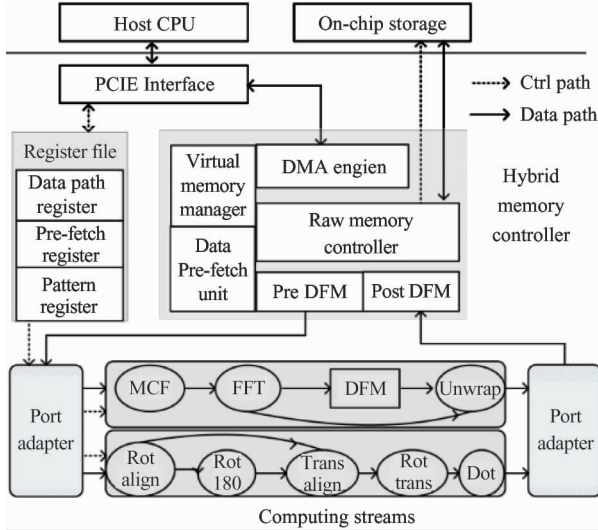 Host CPU
On-chip storage
PCIE Interface
Ctrl path
Data path
Register file
Data path
register
Pre-fetch
register
Pattern
register
Virtual
memory
manager
Data
Pre-fetch
unit
DMA engien
Raw memory
controller
Pre DFM
Post DFM
Hybrid
memory
controller
Port
adapter
MCF
FFT
DFM
Unwrap
Rot
align
Rot
180
Trans
align
Rot
trans
Dot
Port
adapter
Computing streams